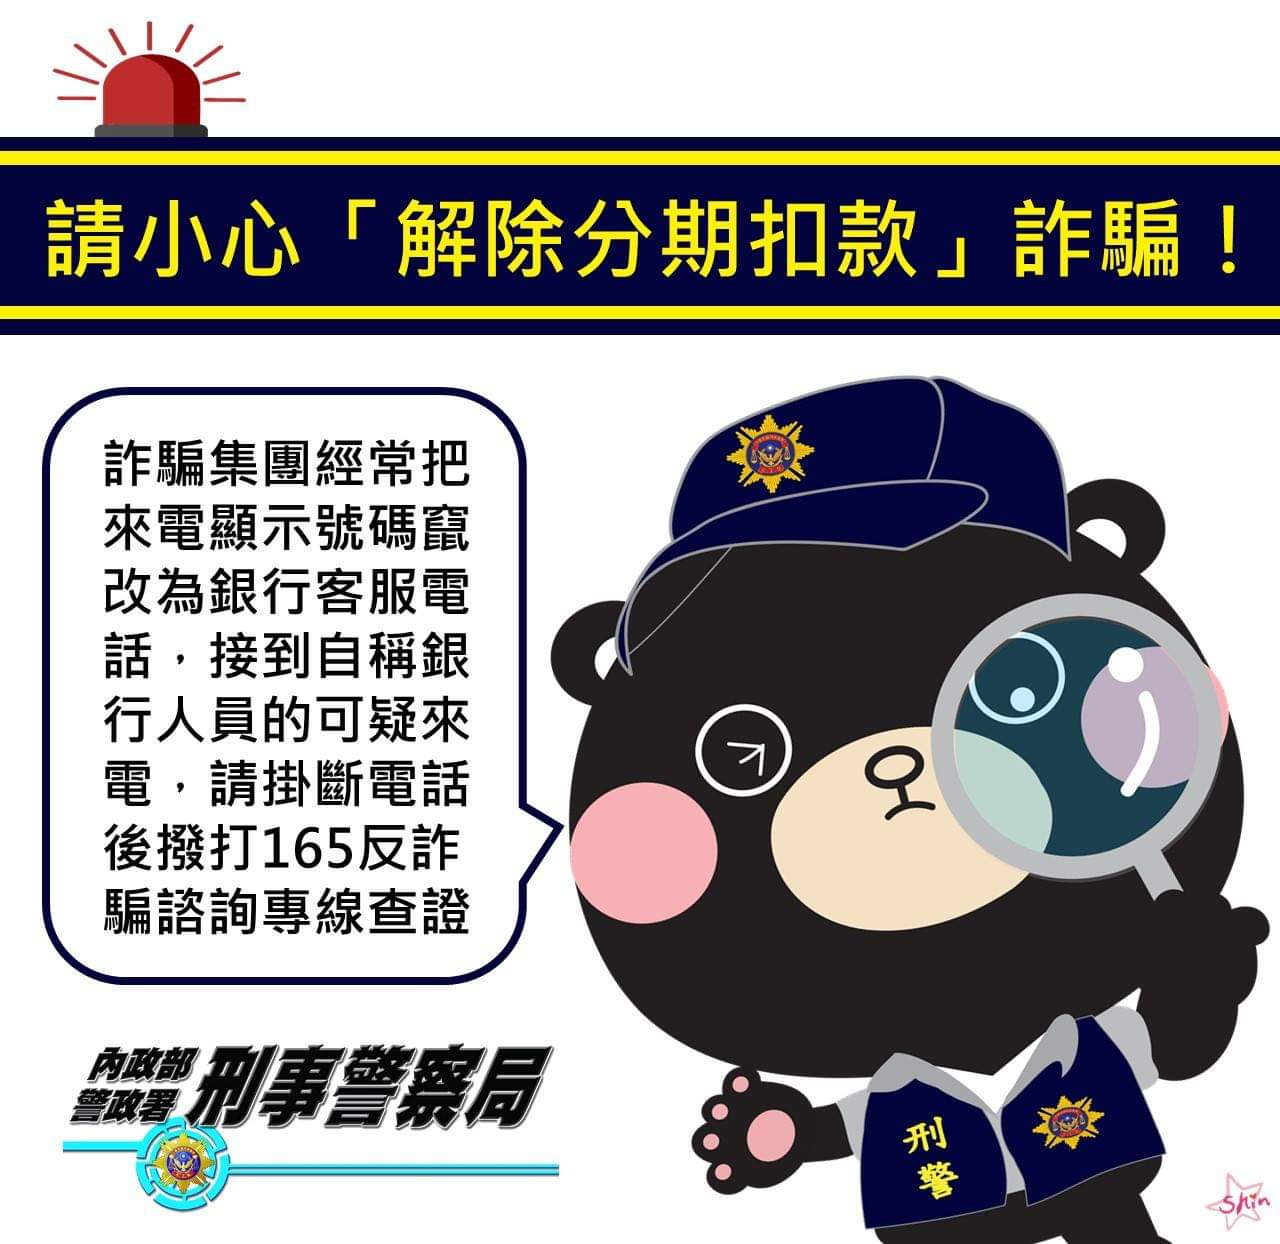 請小心「解除分期扣款」詐騙！
詐騙集團經常把
來電顯示號碼竄
改為銀行客服電
話，接到自稱銀
行人員的可疑來
電，請掛斷電話
後撥打165反詐
騙諮詢專線查證
內政部
警政署
刑事警察局
刑
警
Shin